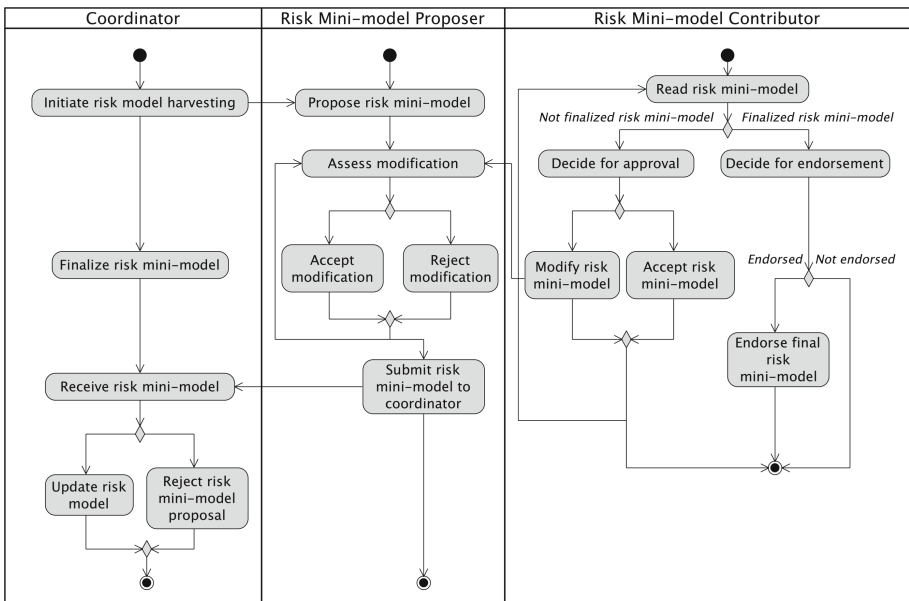 Coordinator
Risk Mini-model Proposer
Risk Mini-model Contributor
Initiate risk model harvesting
Propose risk mini-model
Read risk mini-model
Not finalized risk mini-model
Finalized risk mini-model
Assess modification
Decide for approval
Decide for endorsement
Finalize risk mini-model
Accept
modification
Reject
modification
Modify risk
mini-model
Accept risk
mini-model
Endorsed
Not endorsed
Endorse final
risk
mini-model
Receive risk mini-model
Submit risk
mini-model to
coordinator
Update risk
model
Reject risk
mini-model
proposal